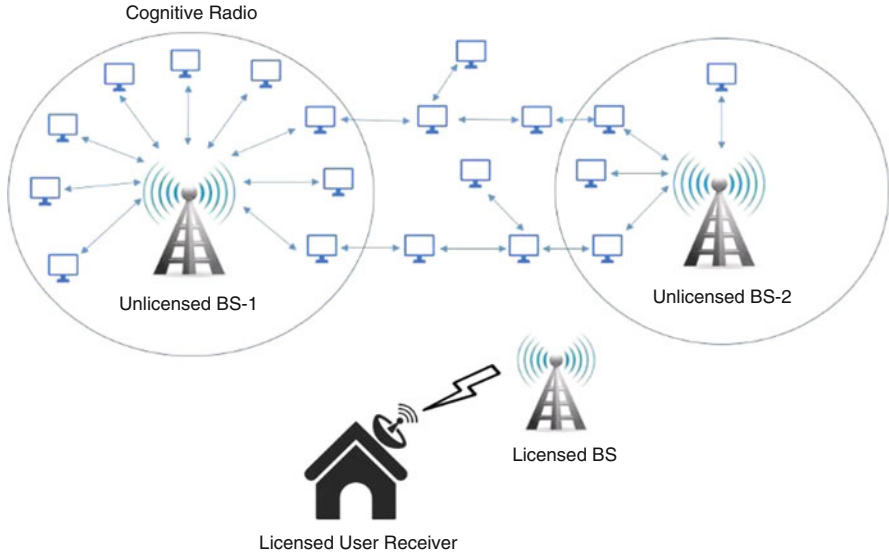 Cognitive Radio
Unlicensed BS-1
Unlicensed BS-2
Licensed BS
Licensed User Receiver